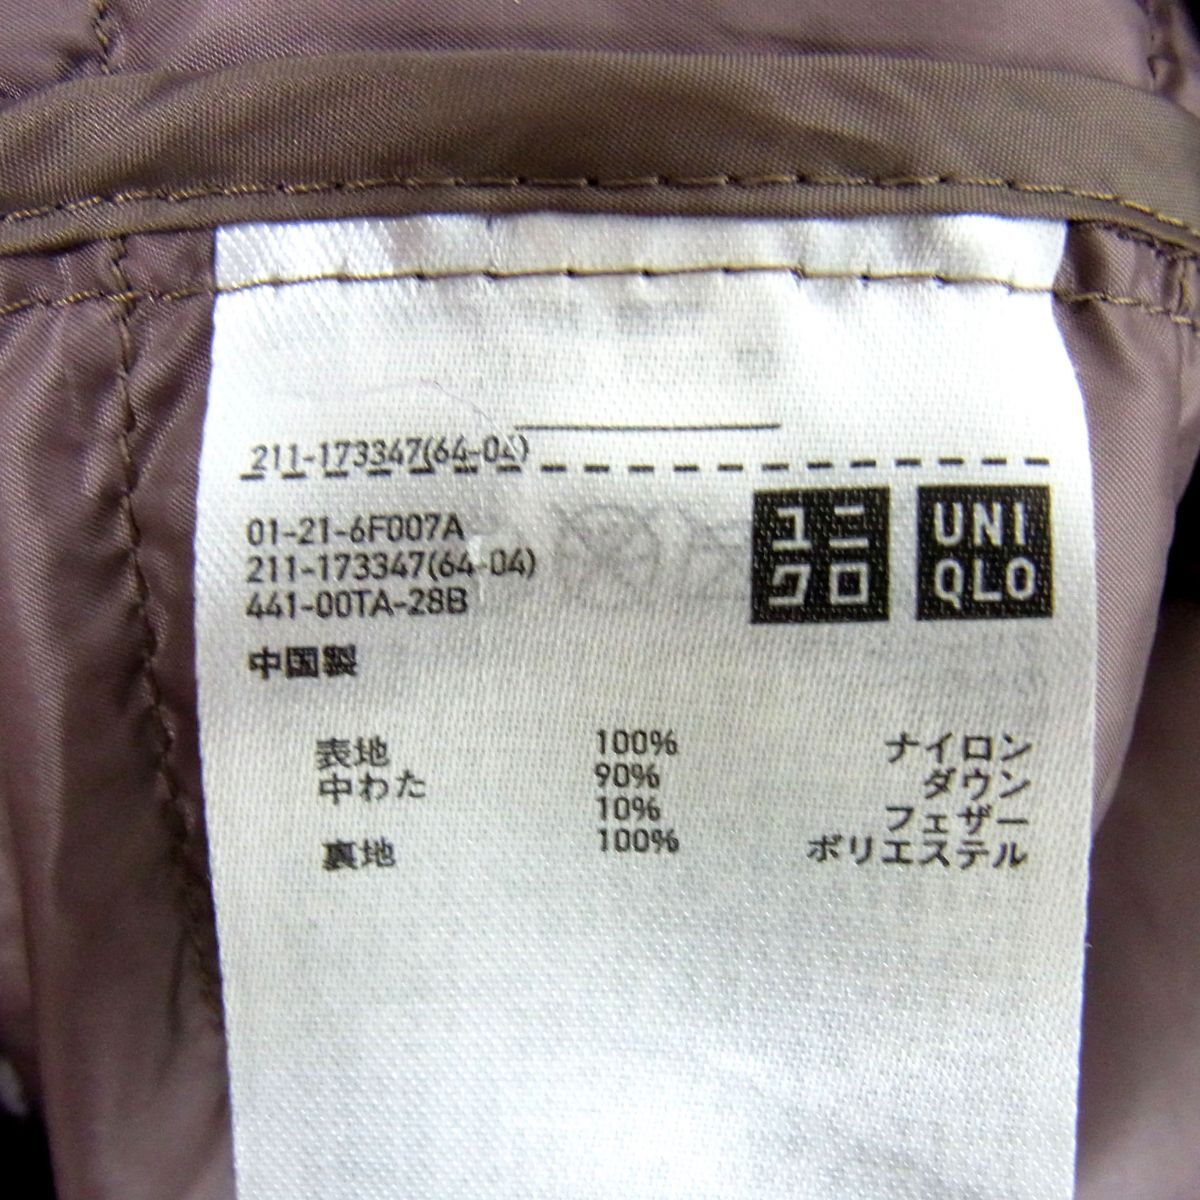 211-173347(64-04)
01-21-6F007A
211-173347(64-04)
441-00TA-28B
中国製
ユニ
クロ
UNI
QLO
表地 100% ナイロン
中わた 90% ダウン
10% フェザー
裏地 100% ポリエステル